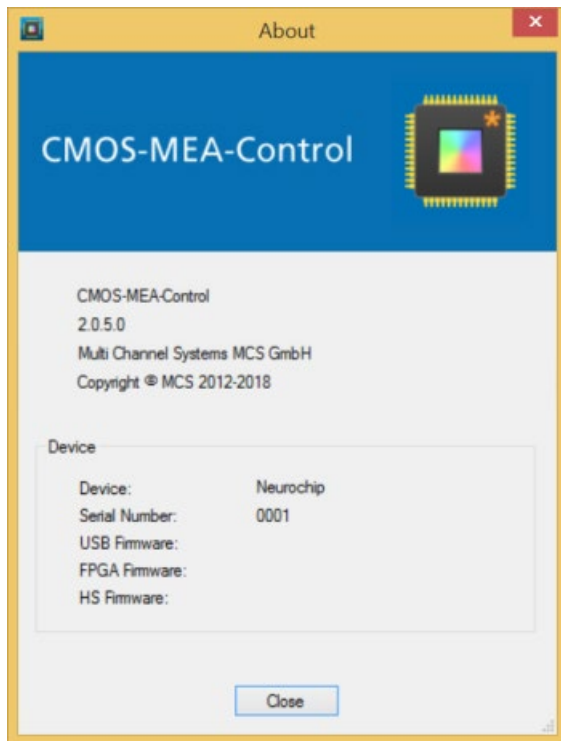 About
CMOS-MEA-Control
CMOS-MEA-Control
2.0.5.0
Multi Channel Systems MCS GmbH
Copyright © MCS 2012-2018
Device
Device: Neurochip
Serial Number: 0001
USB Firmware:
FPGA Firmware:
HS Firmware:
Close